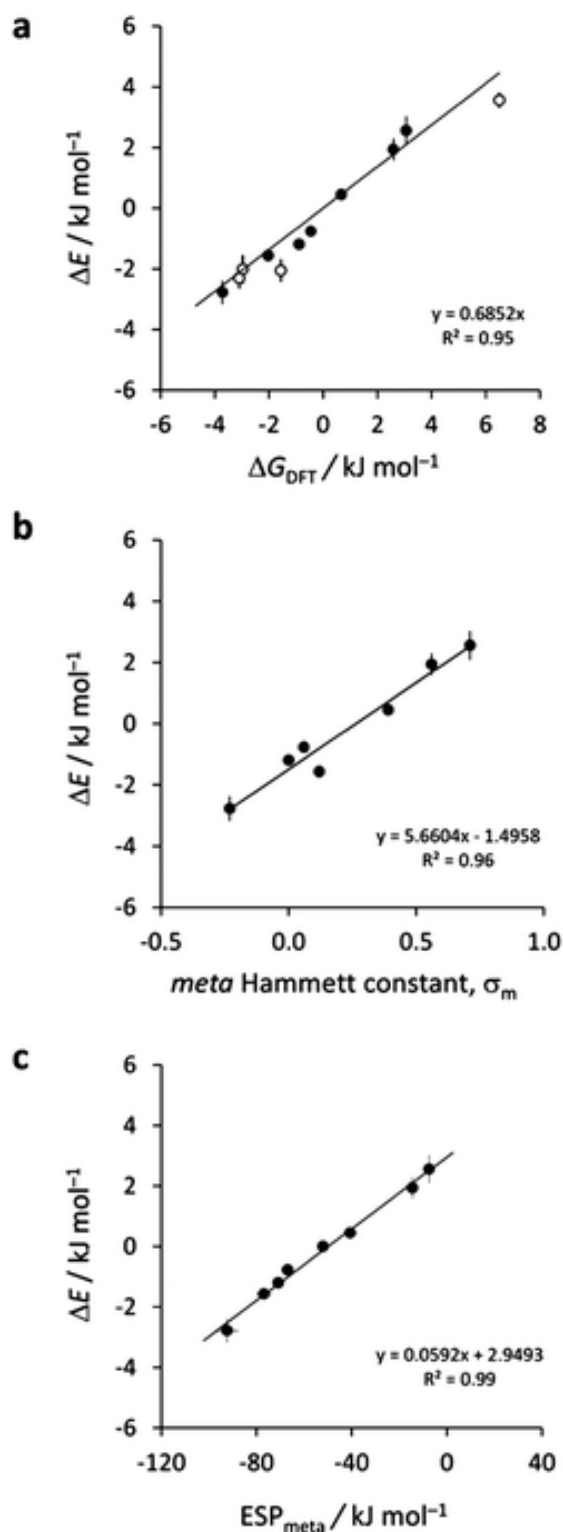 a
6
4
2
0
-2
-4
-6
ΔE / kJ mol⁻¹
y = 0.6852x
R² = 0.95
-6 -4 -2 0 2 4 6 8
ΔG_DFT / kJ mol⁻¹
b
6
4
2
0
-2
-4
-6
ΔE / kJ mol⁻¹
y = 5.6604x - 1.4958
R² = 0.96
-0.5 0.0 0.5 1.0
meta Hammett constant, σ_m
c
6
4
2
0
-2
-4
-6
ΔE / kJ mol⁻¹
y = 0.0592x + 2.9493
R² = 0.99
-120 -80 -40 0 40
ESP_meta / kJ mol⁻¹